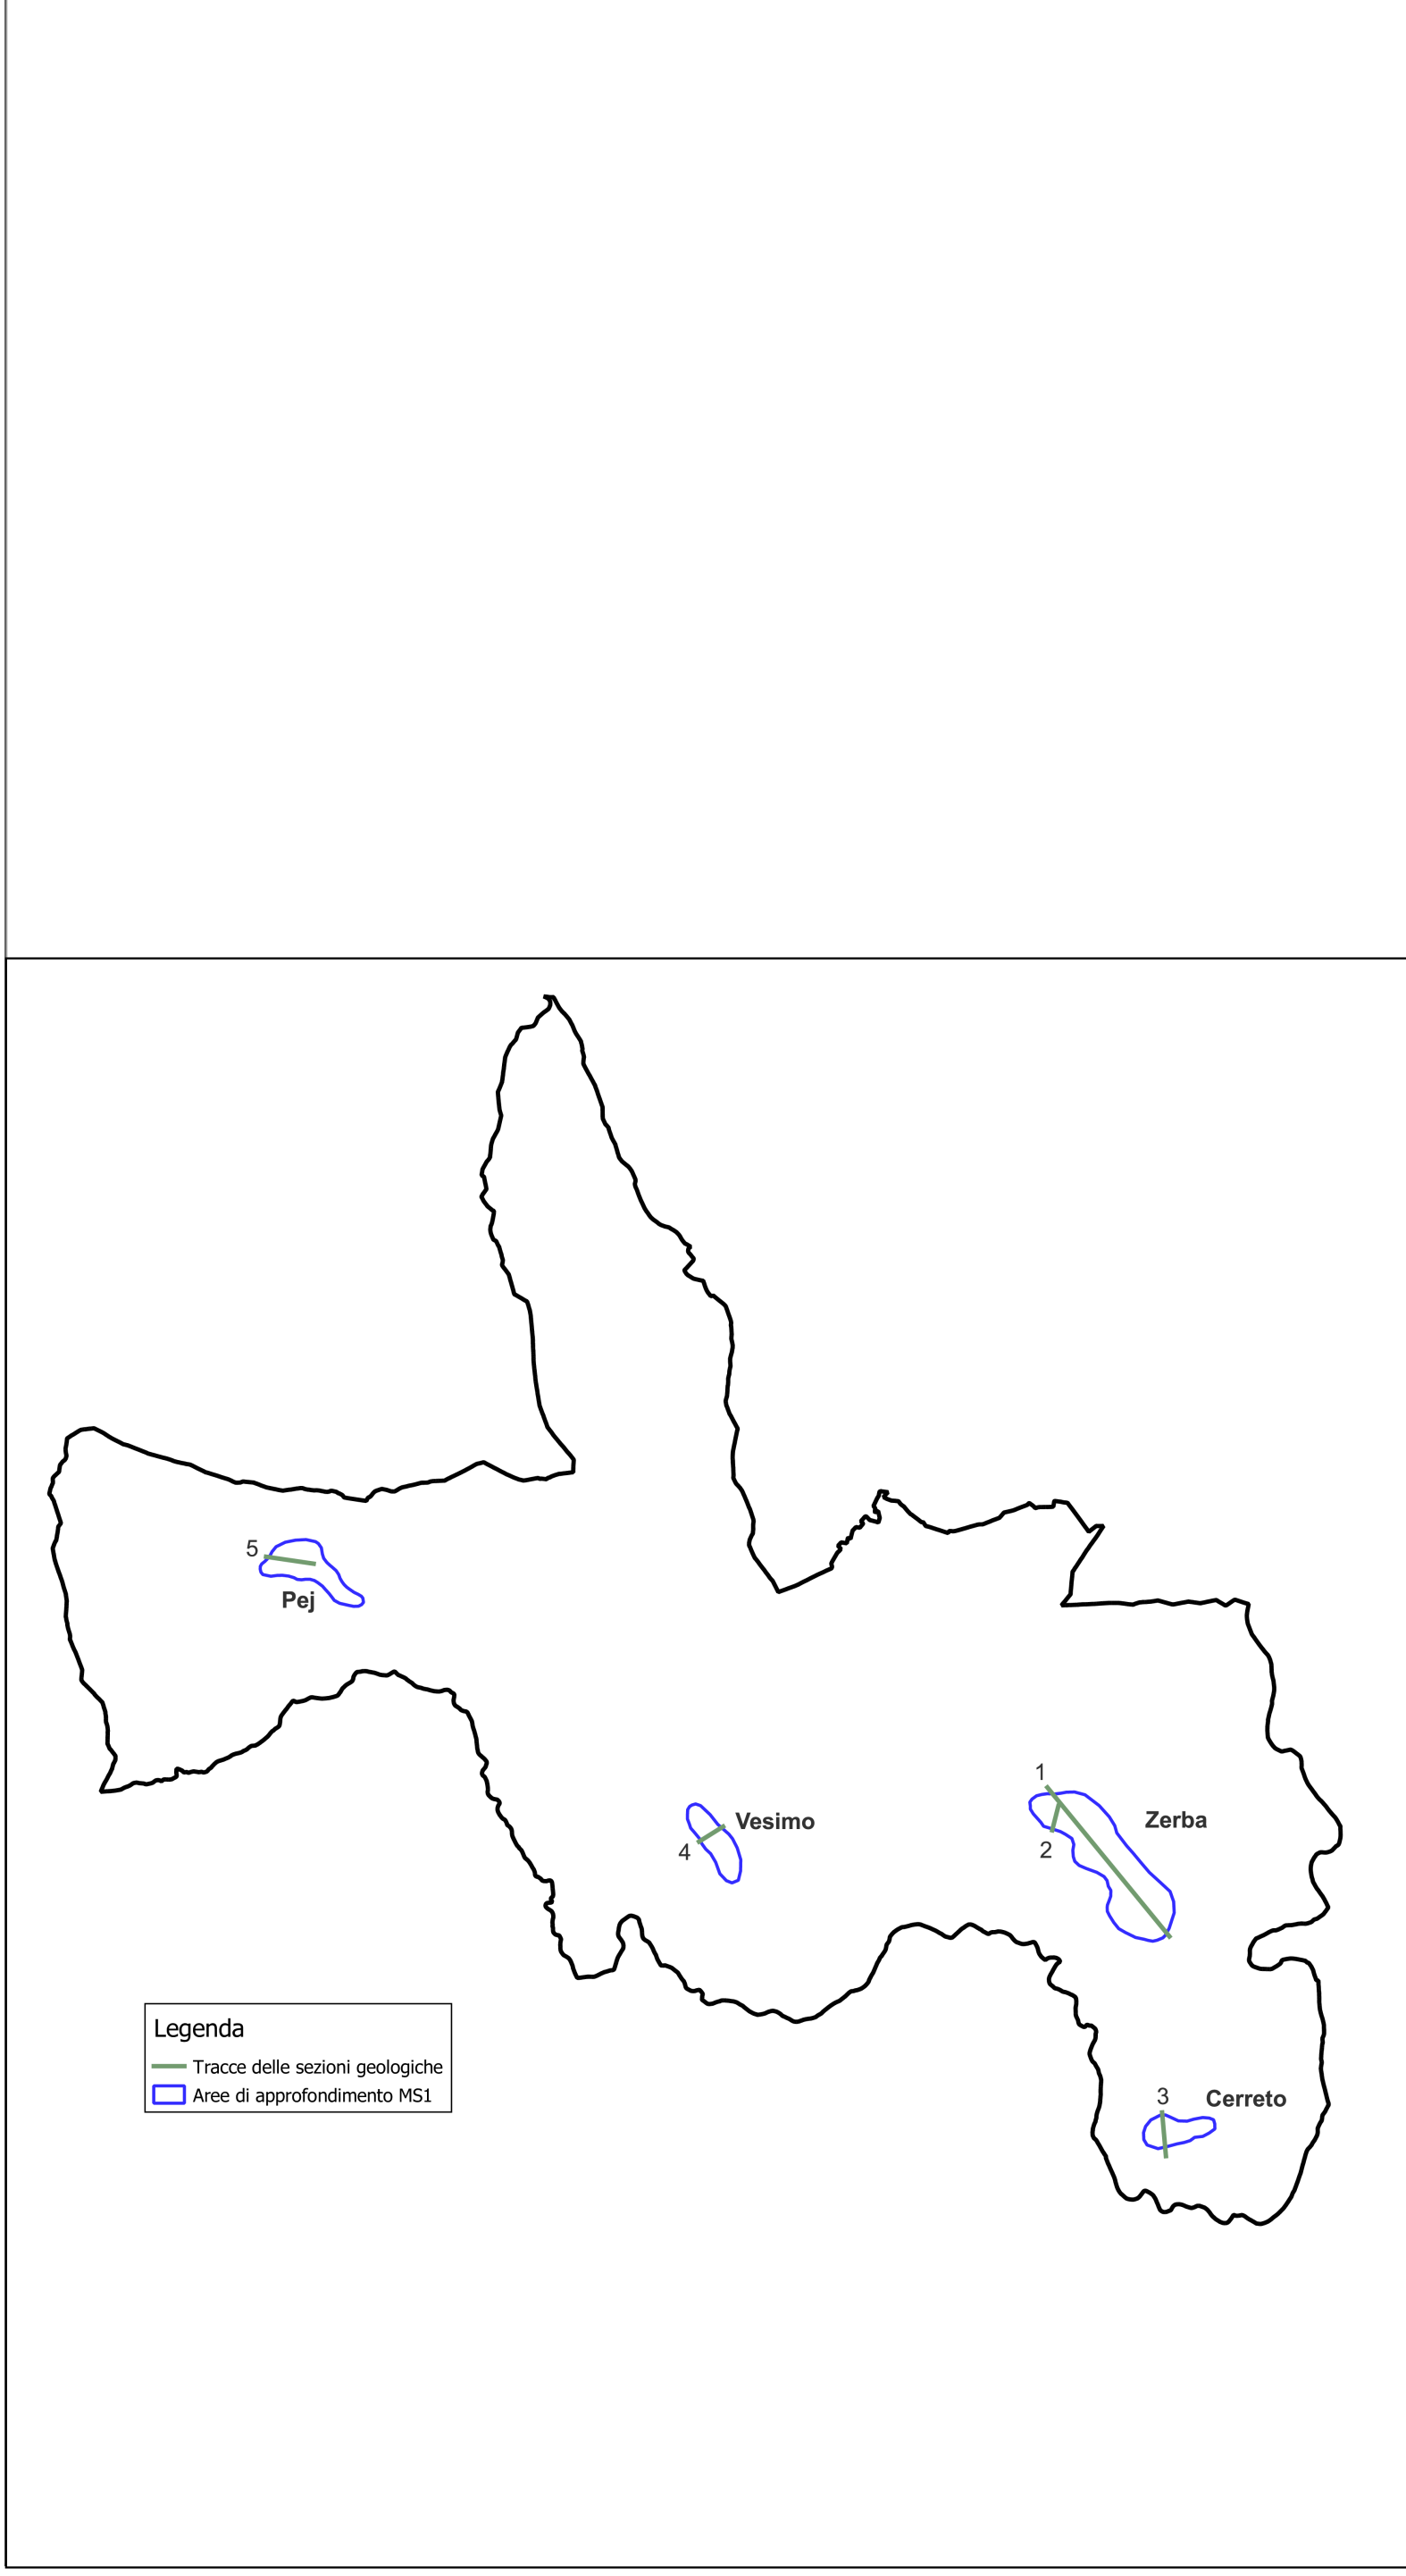 5
Pej
1
Zerba
Vesimo
2
4
Legenda
Tracce delle sezioni geologiche
Aree di approfondimento MS1
3
Cerreto